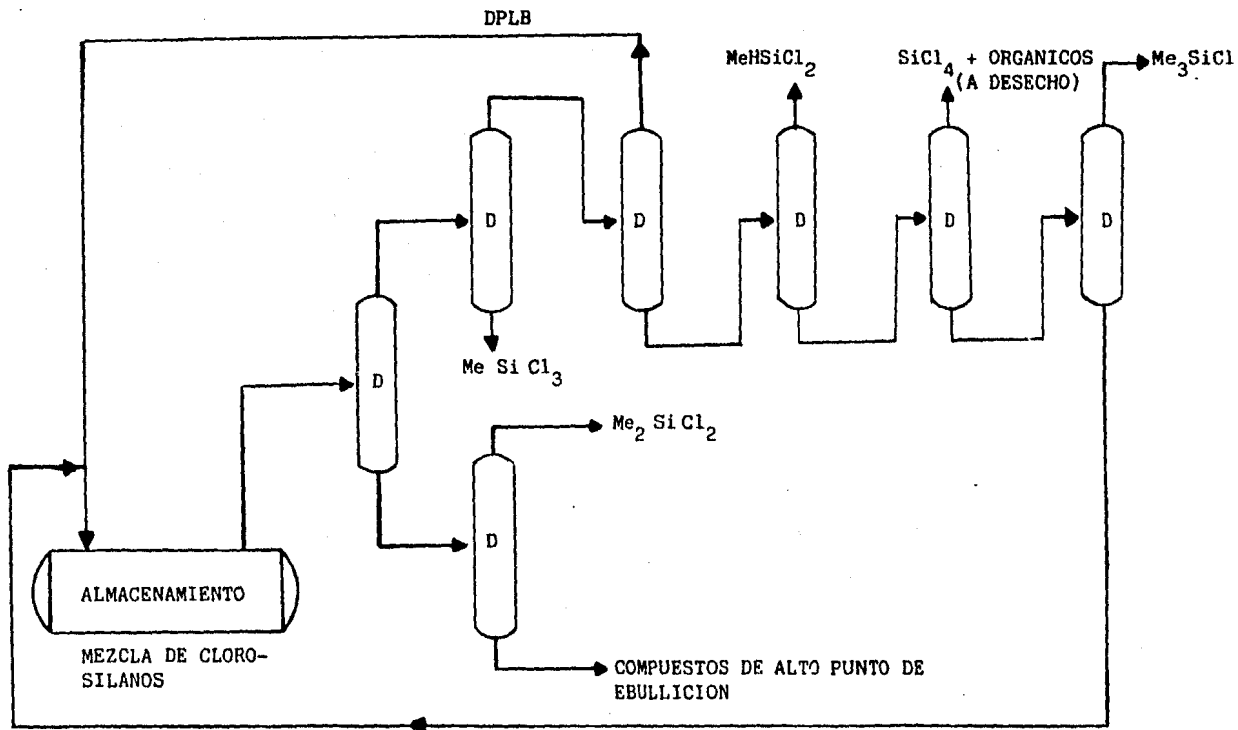 DPLB
MeHSiCl2
SiCl4 + ORGANICOS
(A DESECHO)
Me3SiCl
D
D
D
D
D
Me Si Cl3
D
Me2 Si Cl2
D
ALMACENAMIENTO
MEZCLA DE CLORO-
SILANOS
COMPUESTOS DE ALTO PUNTO DE
EBULLICION